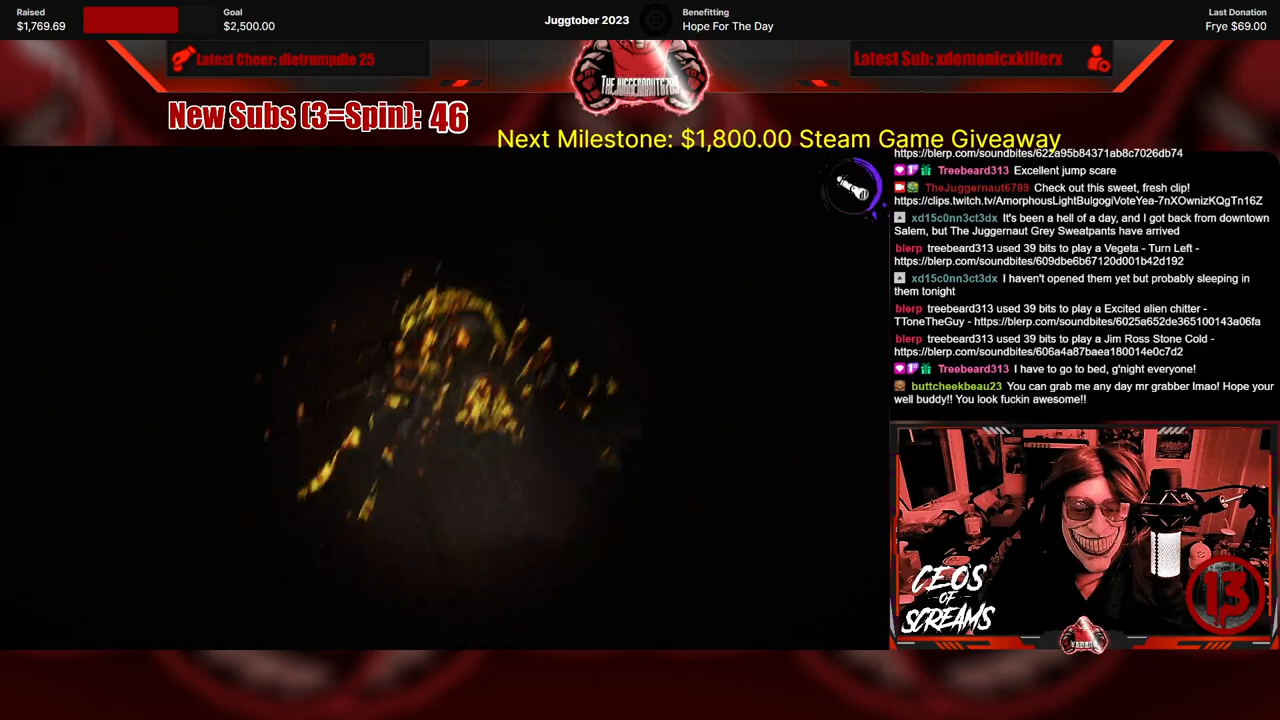 Raised
$1,769.69
Goal
$2,500.00
Juggtober 2023
Benefitting
Hope For The Day
Last Donation
Frye $69.00
Latest Cheer: dietrumpdie 25
THEJUGGERNAUT6789
Latest Sub: xdemonicxkillerx
New Subs (3=Spin): 46
Next Milestone: $1,800.00 Steam Game Giveaway
https://blerp.com/soundbites/622a95b84371ab8c7026db74
Treebeard313 Excellent jump scare
TheJuggernaut6789 Check out this sweet, fresh clip!
https://clips.twitch.tv/AmorphousLightBulgogiVoteYea-7nXOwnizKQgTn16Z
xd15c0nn3ct3dx It's been a hell of a day, and I got back from downtown
Salem, but The Juggernaut Grey Sweatpants have arrived
blerp treebeard313 used 39 bits to play a Vegeta - Turn Left -
https://blerp.com/soundbites/609dbe6b67120d001b42d192
xd15c0nn3ct3dx I haven't opened them yet but probably sleeping in
them tonight
blerp treebeard313 used 39 bits to play a Excited alien chitter -
TToneTheGuy - https://blerp.com/soundbites/6025a652de365100143a06fa
blerp treebeard313 used 39 bits to play a Jim Ross Stone Cold -
https://blerp.com/soundbites/606a4a87baea180014e0c7d2
Treebeard313 I have to go to bed, g'night everyone!
buttcheekbeau23 You can grab me any day mr grabber lmao! Hope your
well buddy!! You look fuckin awesome!!
CEOS
OF
SCREAMS
13